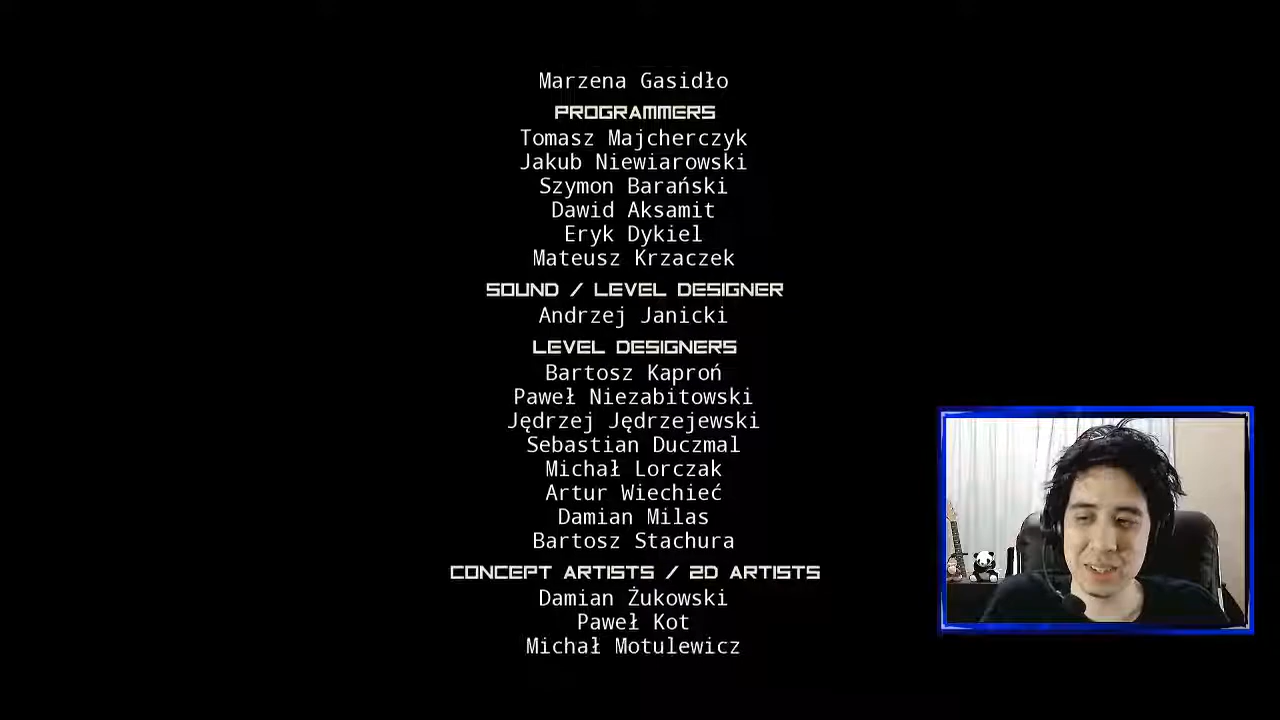 Marzena Gasidło
PROGRAMMERS
Tomasz Majcherczyk
Jakub Niewiarowski
Szymon Barański
Dawid Aksamit
Eryk Dykiel
Mateusz Krzaczek
SOUND / LEVEL DESIGNER
Andrzej Janicki
LEVEL DESIGNERS
Bartosz Kaproń
Paweł Niezabitowski
Jędrzej Jędrzejewski
Sebastian Duczmal
Michał Lorczak
Artur Wiechieć
Damian Milas
Bartosz Stachura
CONCEPT ARTISTS / 2D ARTISTS
Damian Żukowski
Paweł Kot
Michał Motulewicz